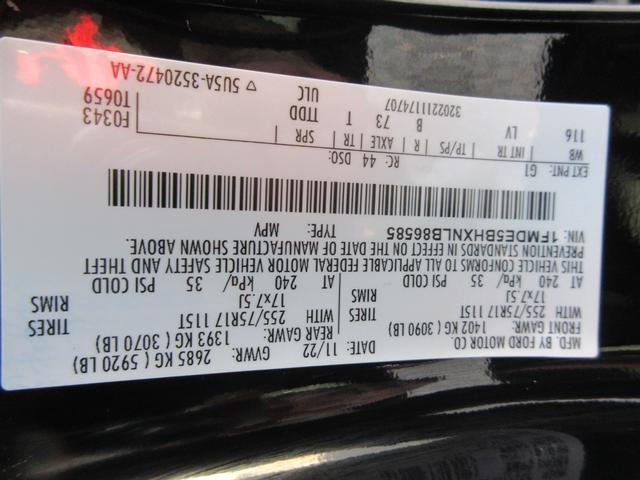 MFD. BY FORD MOTOR CO.
DATE: 11/22 GVWR: 2685 KG ( 5920 LB)
FRONT GAWR: 1402 KG ( 3090 LB) REAR GAWR: 1393 KG ( 3070 LB)
WITH 255/75R17 115T TIRES WITH 255/75R17 115T TIRES
17x7.5J RIMS 17x7.5J RIMS
AT 240 kPa/ 35 PSI COLD AT 240 kPa/ 35 PSI COLD
THIS VEHICLE CONFORMS TO ALL APPLICABLE FEDERAL MOTOR VEHICLE SAFETY AND THEFT
PREVENTION STANDARDS IN EFFECT ON THE DATE OF MANUFACTURE SHOWN ABOVE.
VIN: 1FMDE5BHXNLB86585 TYPE: MPV
EXT PNT: G1 RC: 44 DSO: F0343
WB INT TR TP/PS R AXLE TR SPR T0659
116 LV B 73 T TTDD ULC
3202211174707 ▽ 5U5A-3520472-AA